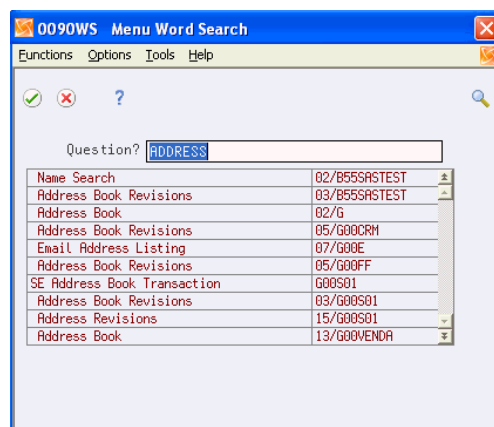 0090WS Menu Word Search
Functions Options Tools Help
?
Question? ADDRESS
Name Search 02/B55SASTEST
Address Book Revisions 03/B55SASTEST
Address Book 02/G
Address Book Revisions 05/G00CRM
Email Address Listing 07/G00E
Address Book Revisions 05/G00FF
SE Address Book Transaction G00S01
Address Book Revisions 03/G00S01
Address Revisions 15/G00S01
Address Book 13/G00VENDA